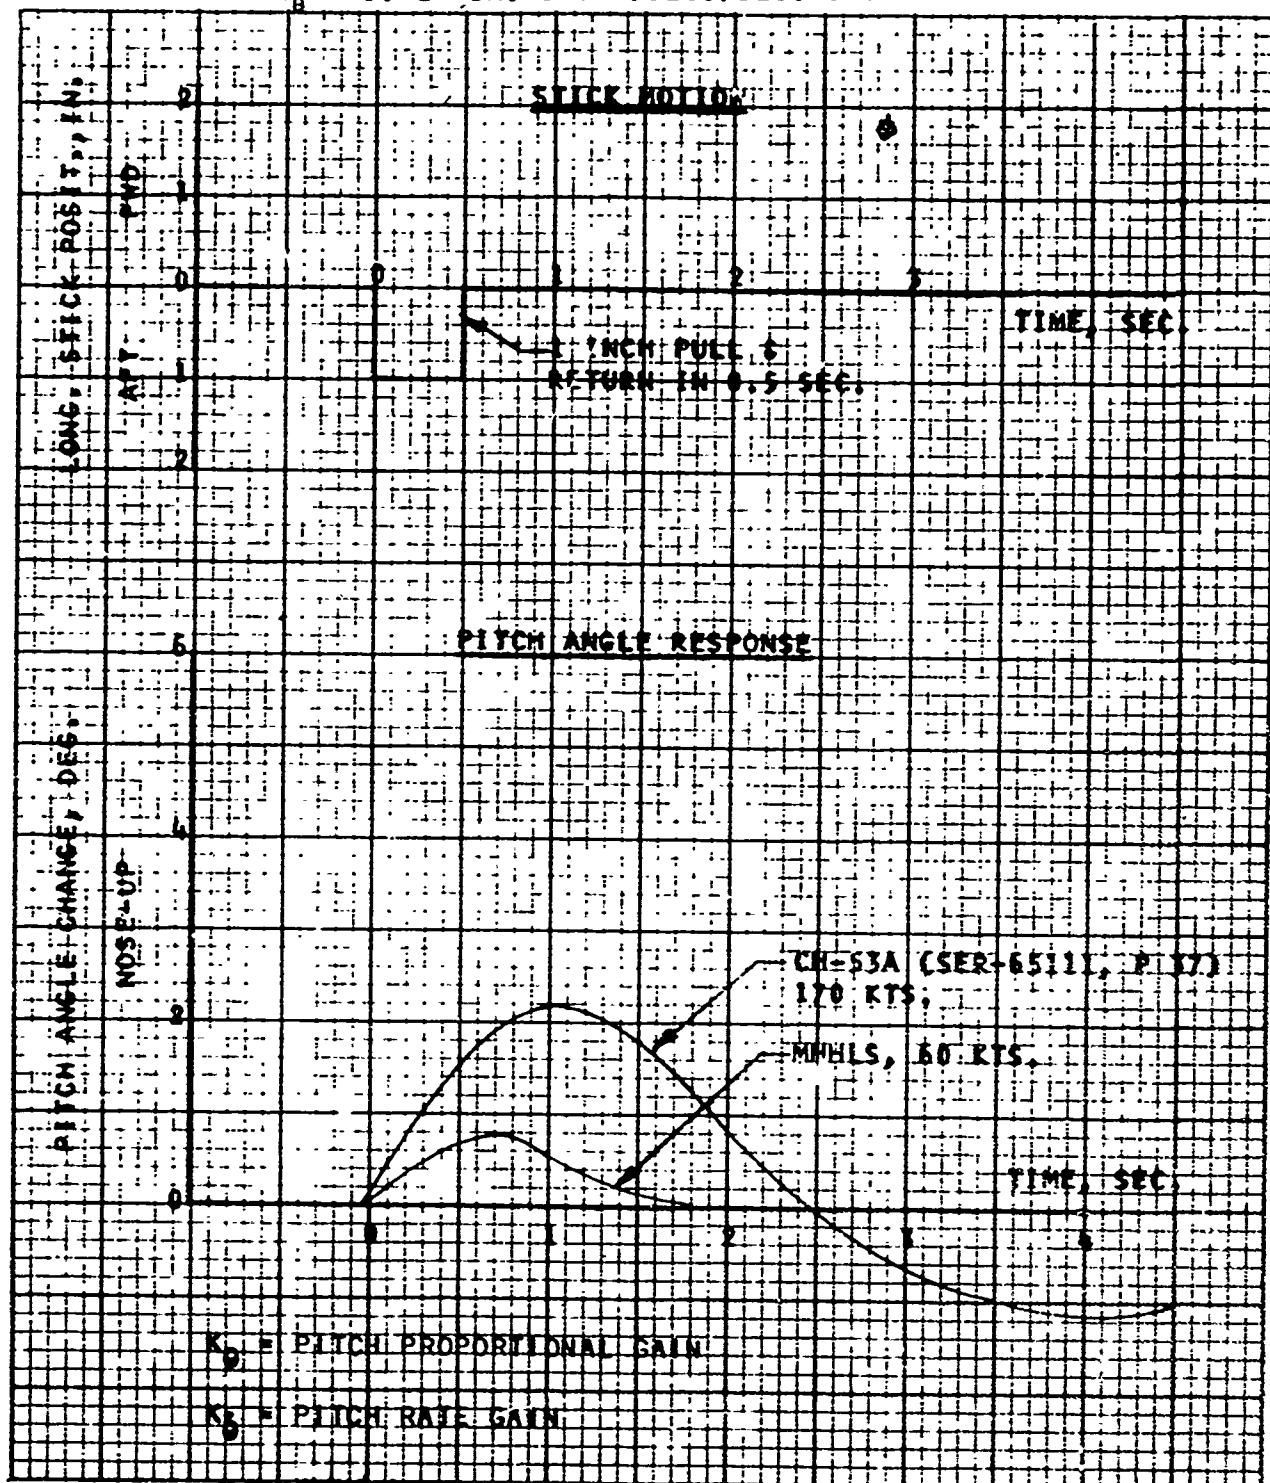 STICK MOTION
LONG. STICK POSIT., IN.
FWD
AFT
2
1
0
1
2
0 1 2 3
TIME, SEC.
1 INCH PULL &
RETURN IN 0.5 SEC.
PITCH ANGLE RESPONSE
PITCH ANGLE CHANGE, DEG.
NOSE-UP
6
4
2
0
CH-53A (SER-65111, P 37)
170 KTS.
MHHLS, 60 KTS.
TIME, SEC.
0 1 2 3 4
Kθ = PITCH PROPORTIONAL GAIN
= PITCH RATE GAIN